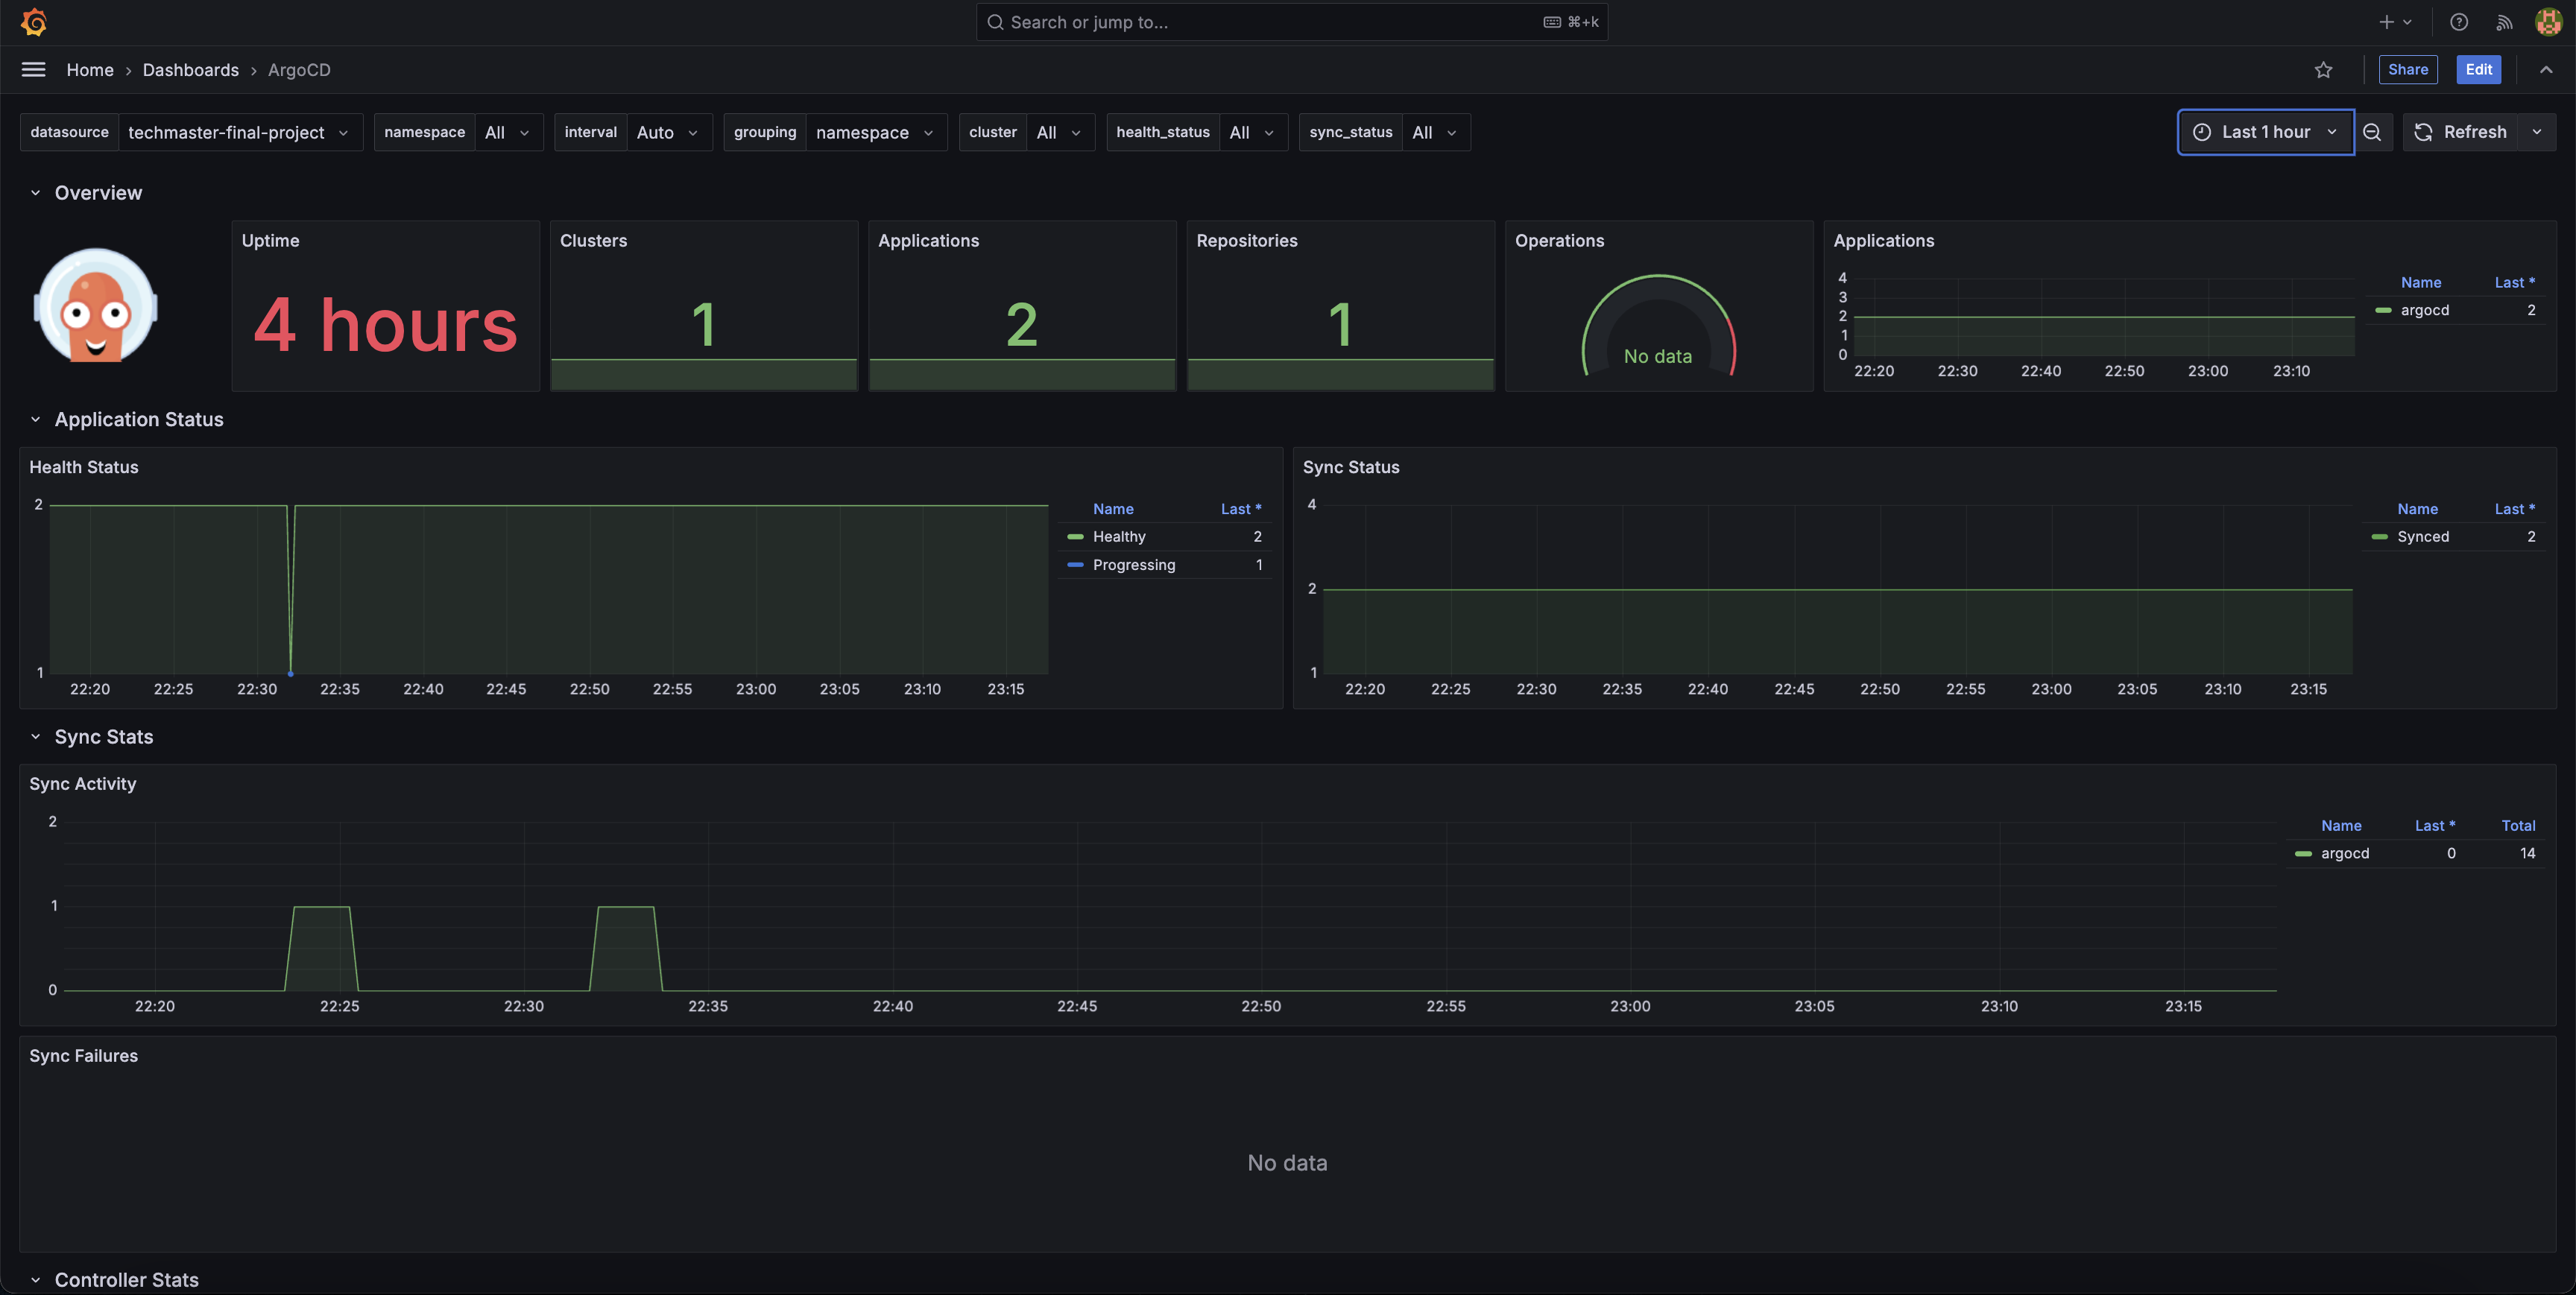 Search or jump to... ⌘+k
Home › Dashboards › ArgoCD
Share Edit
datasource techmaster-final-project namespace All interval Auto grouping namespace cluster All health_status All sync_status All Last 1 hour Refresh
Overview
Uptime
4 hours
Clusters
1
Applications
2
Repositories
1
Operations
No data
Applications
4
3
2
1
0
22:20 22:30 22:40 22:50 23:00 23:10
Name Last *
argocd 2
Application Status
Health Status
2
1
22:20 22:25 22:30 22:35 22:40 22:45 22:50 22:55 23:00 23:05 23:10 23:15
Name Last *
Healthy 2
Progressing 1
Sync Status
4
2
1
22:20 22:25 22:30 22:35 22:40 22:45 22:50 22:55 23:00 23:05 23:10 23:15
Name Last *
Synced 2
Sync Stats
Sync Activity
2
1
0
22:20 22:25 22:30 22:35 22:40 22:45 22:50 22:55 23:00 23:05 23:10 23:15
Name Last * Total
argocd 0 14
Sync Failures
No data
Controller Stats